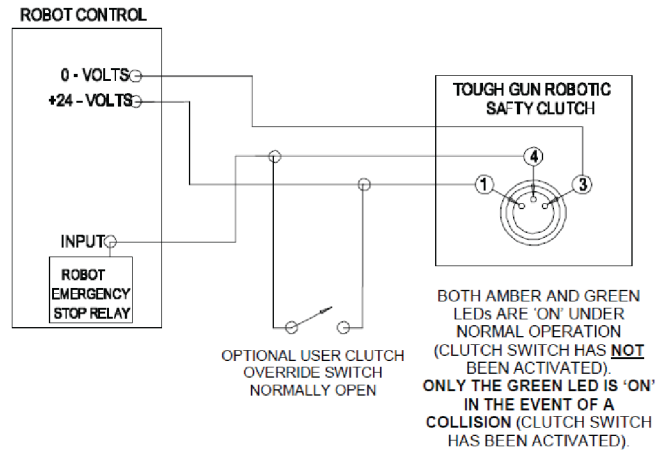 ROBOT CONTROL
0 - VOLTS
+24 - VOLTS
INPUT
ROBOT
EMERGENCY
STOP RELAY
TOUGH GUN ROBOTIC
SAFTY CLUTCH
4
1
3
OPTIONAL USER CLUTCH
OVERRIDE SWITCH
NORMALLY OPEN
BOTH AMBER AND GREEN
LEDs ARE 'ON' UNDER
NORMAL OPERATION
(CLUTCH SWITCH HAS NOT
BEEN ACTIVATED).
ONLY THE GREEN LED IS 'ON'
IN THE EVENT OF A
COLLISION (CLUTCH SWITCH
HAS BEEN ACTIVATED).